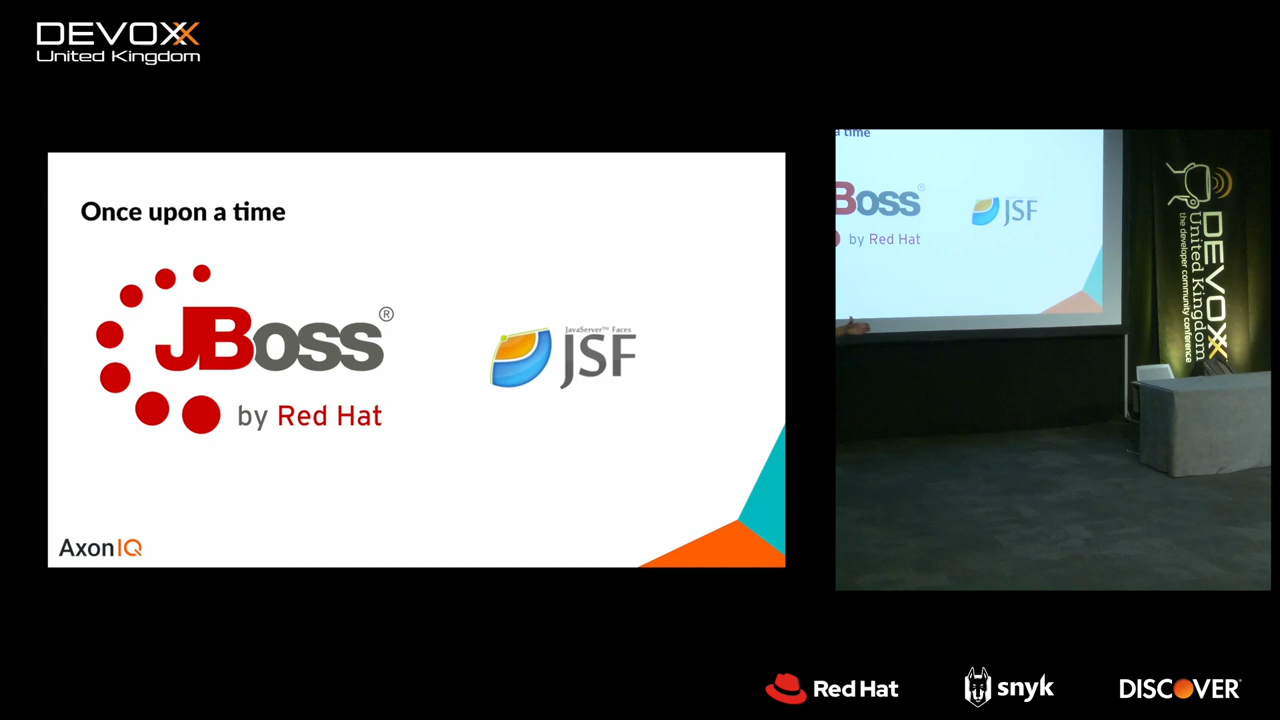 DEVOXX
United Kingdom
Once upon a time
JBoss®
by Red Hat
JavaServer™ Faces
JSF
AxonIQ
a time
Boss®
by Red Hat
JSF
DEVOXX
United Kingdom
the developer community conference
Red Hat
snyk
DISCOVER